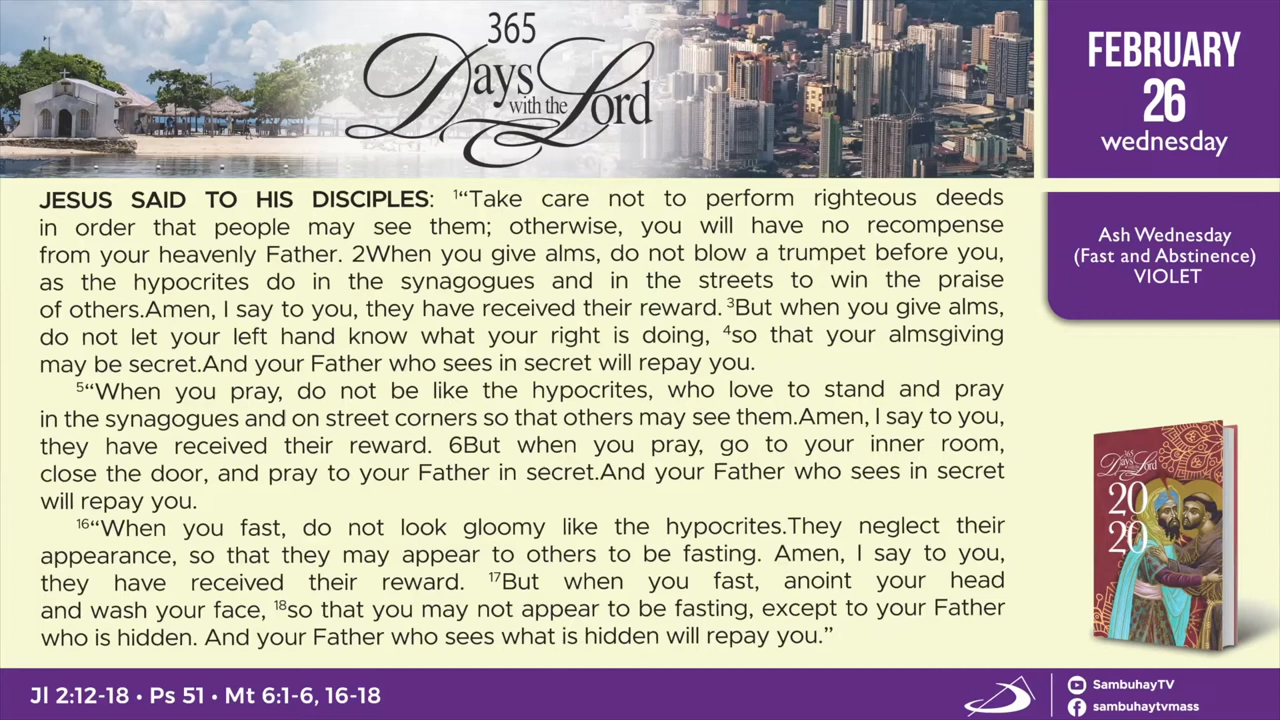 365
Days with the Lord
FEBRUARY
26
wednesday
Ash Wednesday
(Fast and Abstinence)
VIOLET
JESUS SAID TO HIS DISCIPLES: ¹“Take care not to perform righteous deeds
in order that people may see them; otherwise, you will have no recompense
from your heavenly Father. 2When you give alms, do not blow a trumpet before you,
as the hypocrites do in the synagogues and in the streets to win the praise
of others.Amen, I say to you, they have received their reward. ³But when you give alms,
do not let your left hand know what your right is doing, ⁴so that your almsgiving
may be secret.And your Father who sees in secret will repay you.
⁵“When you pray, do not be like the hypocrites, who love to stand and pray
in the synagogues and on street corners so that others may see them.Amen, I say to you,
they have received their reward. 6But when you pray, go to your inner room,
close the door, and pray to your Father in secret.And your Father who sees in secret
will repay you.
¹⁶“When you fast, do not look gloomy like the hypocrites.They neglect their
appearance, so that they may appear to others to be fasting. Amen, I say to you,
they have received their reward. ¹⁷But when you fast, anoint your head
and wash your face, ¹⁸so that you may not appear to be fasting, except to your Father
who is hidden. And your Father who sees what is hidden will repay you.”
365
Days with the Lord
20
20
Jl 2:12-18 • Ps 51 • Mt 6:1-6, 16-18
SambuhayTV
sambuhaytvmass